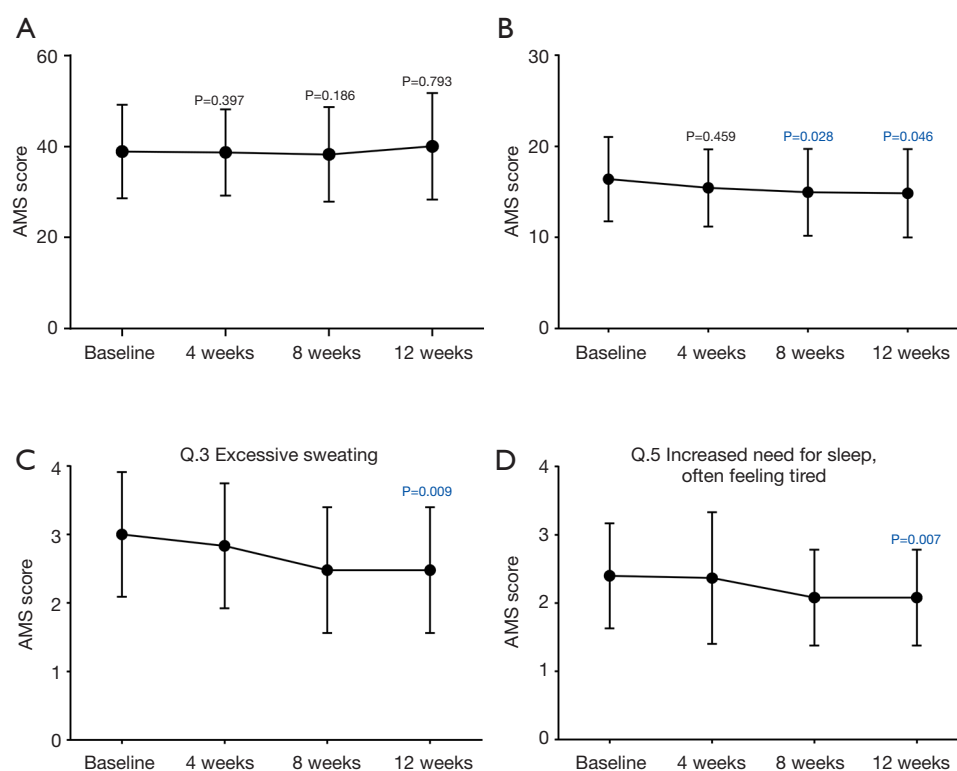 A
60
40
20
0
AMS score
P=0.397
P=0.186
P=0.793
Baseline
4 weeks
8 weeks
12 weeks
B
30
20
10
0
AMS score
P=0.459
P=0.028
P=0.046
Baseline
4 weeks
8 weeks
12 weeks
C
Q.3 Excessive sweating
4
3
2
1
0
AMS score
P=0.009
Baseline
4 weeks
8 weeks
12 weeks
D
Q.5 Increased need for sleep,
often feeling tired
4
3
2
1
0
AMS score
P=0.007
Baseline
4 weeks
8 weeks
12 weeks